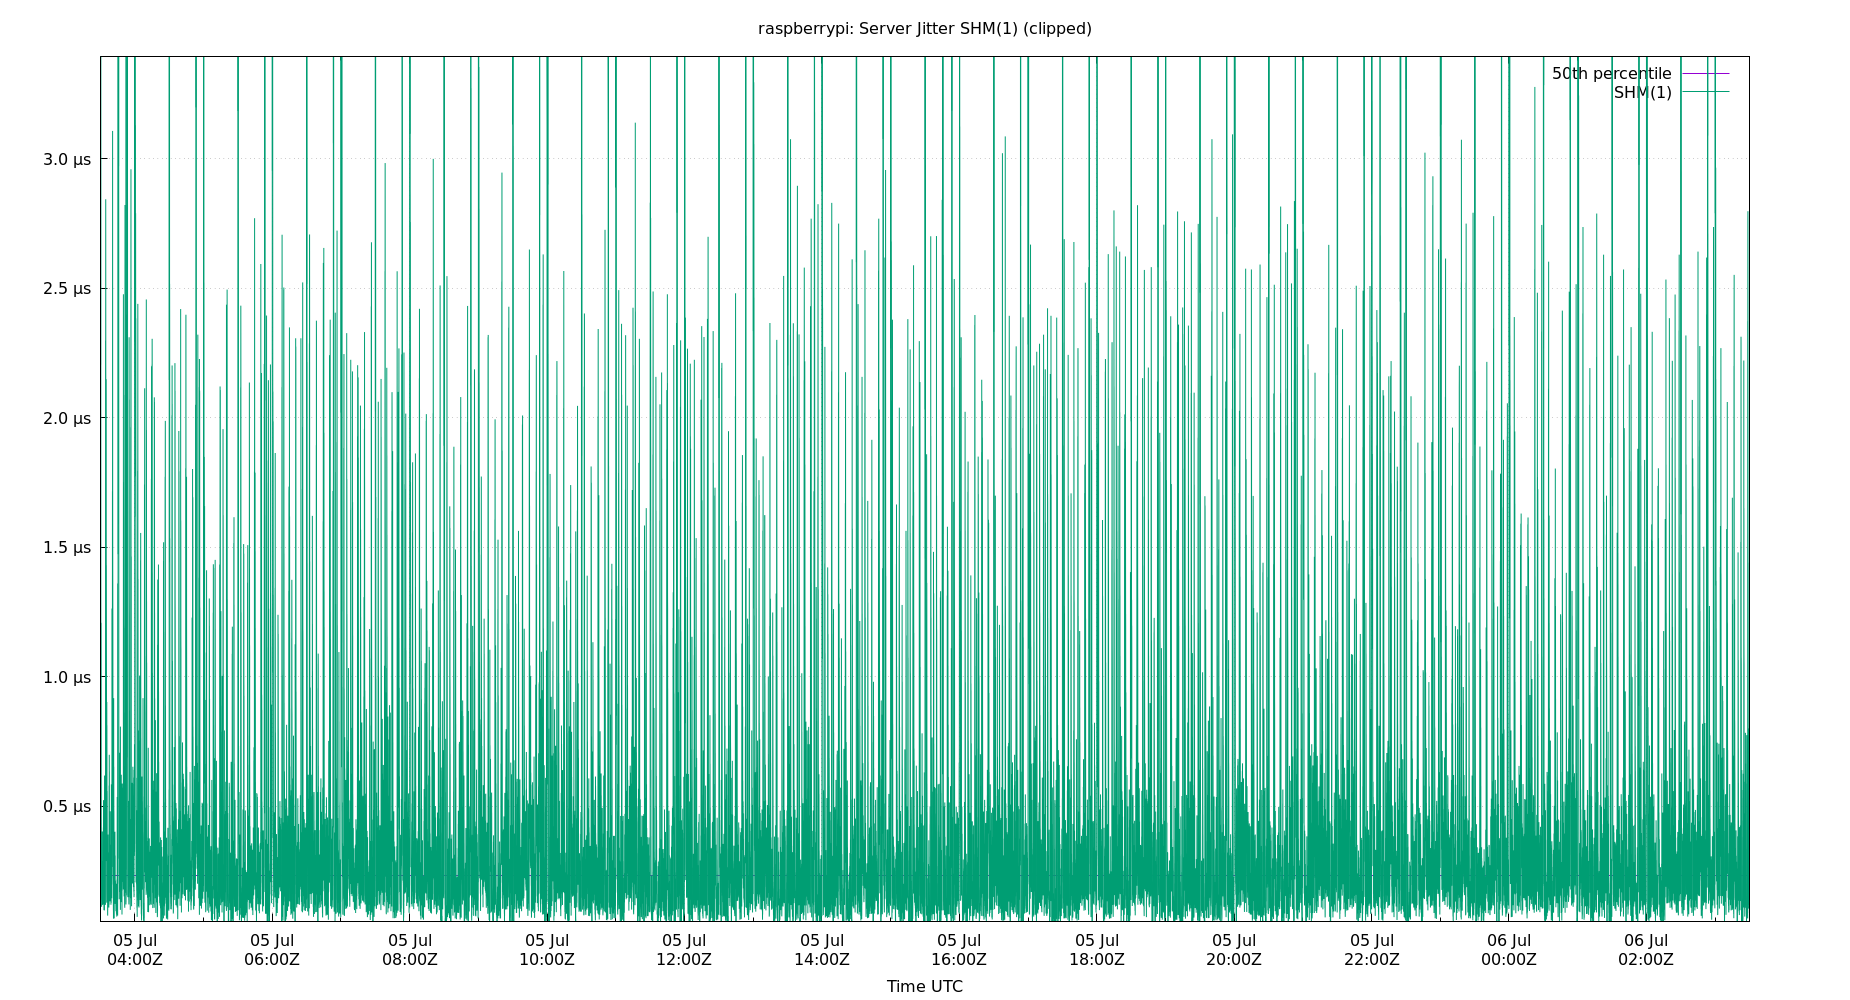 raspberrypi: Server Jitter SHM(1) (clipped)
50th percentile
SHM(1)
3.0 µs
2.5 µs
2.0 µs
1.5 µs
1.0 µs
0.5 µs
05 Jul 05 Jul 05 Jul 05 Jul 05 Jul 05 Jul 05 Jul 05 Jul 05 Jul 05 Jul 06 Jul 06 Jul
04:00Z 06:00Z 08:00Z 10:00Z 12:00Z 14:00Z 16:00Z 18:00Z 20:00Z 22:00Z 00:00Z 02:00Z
Time UTC